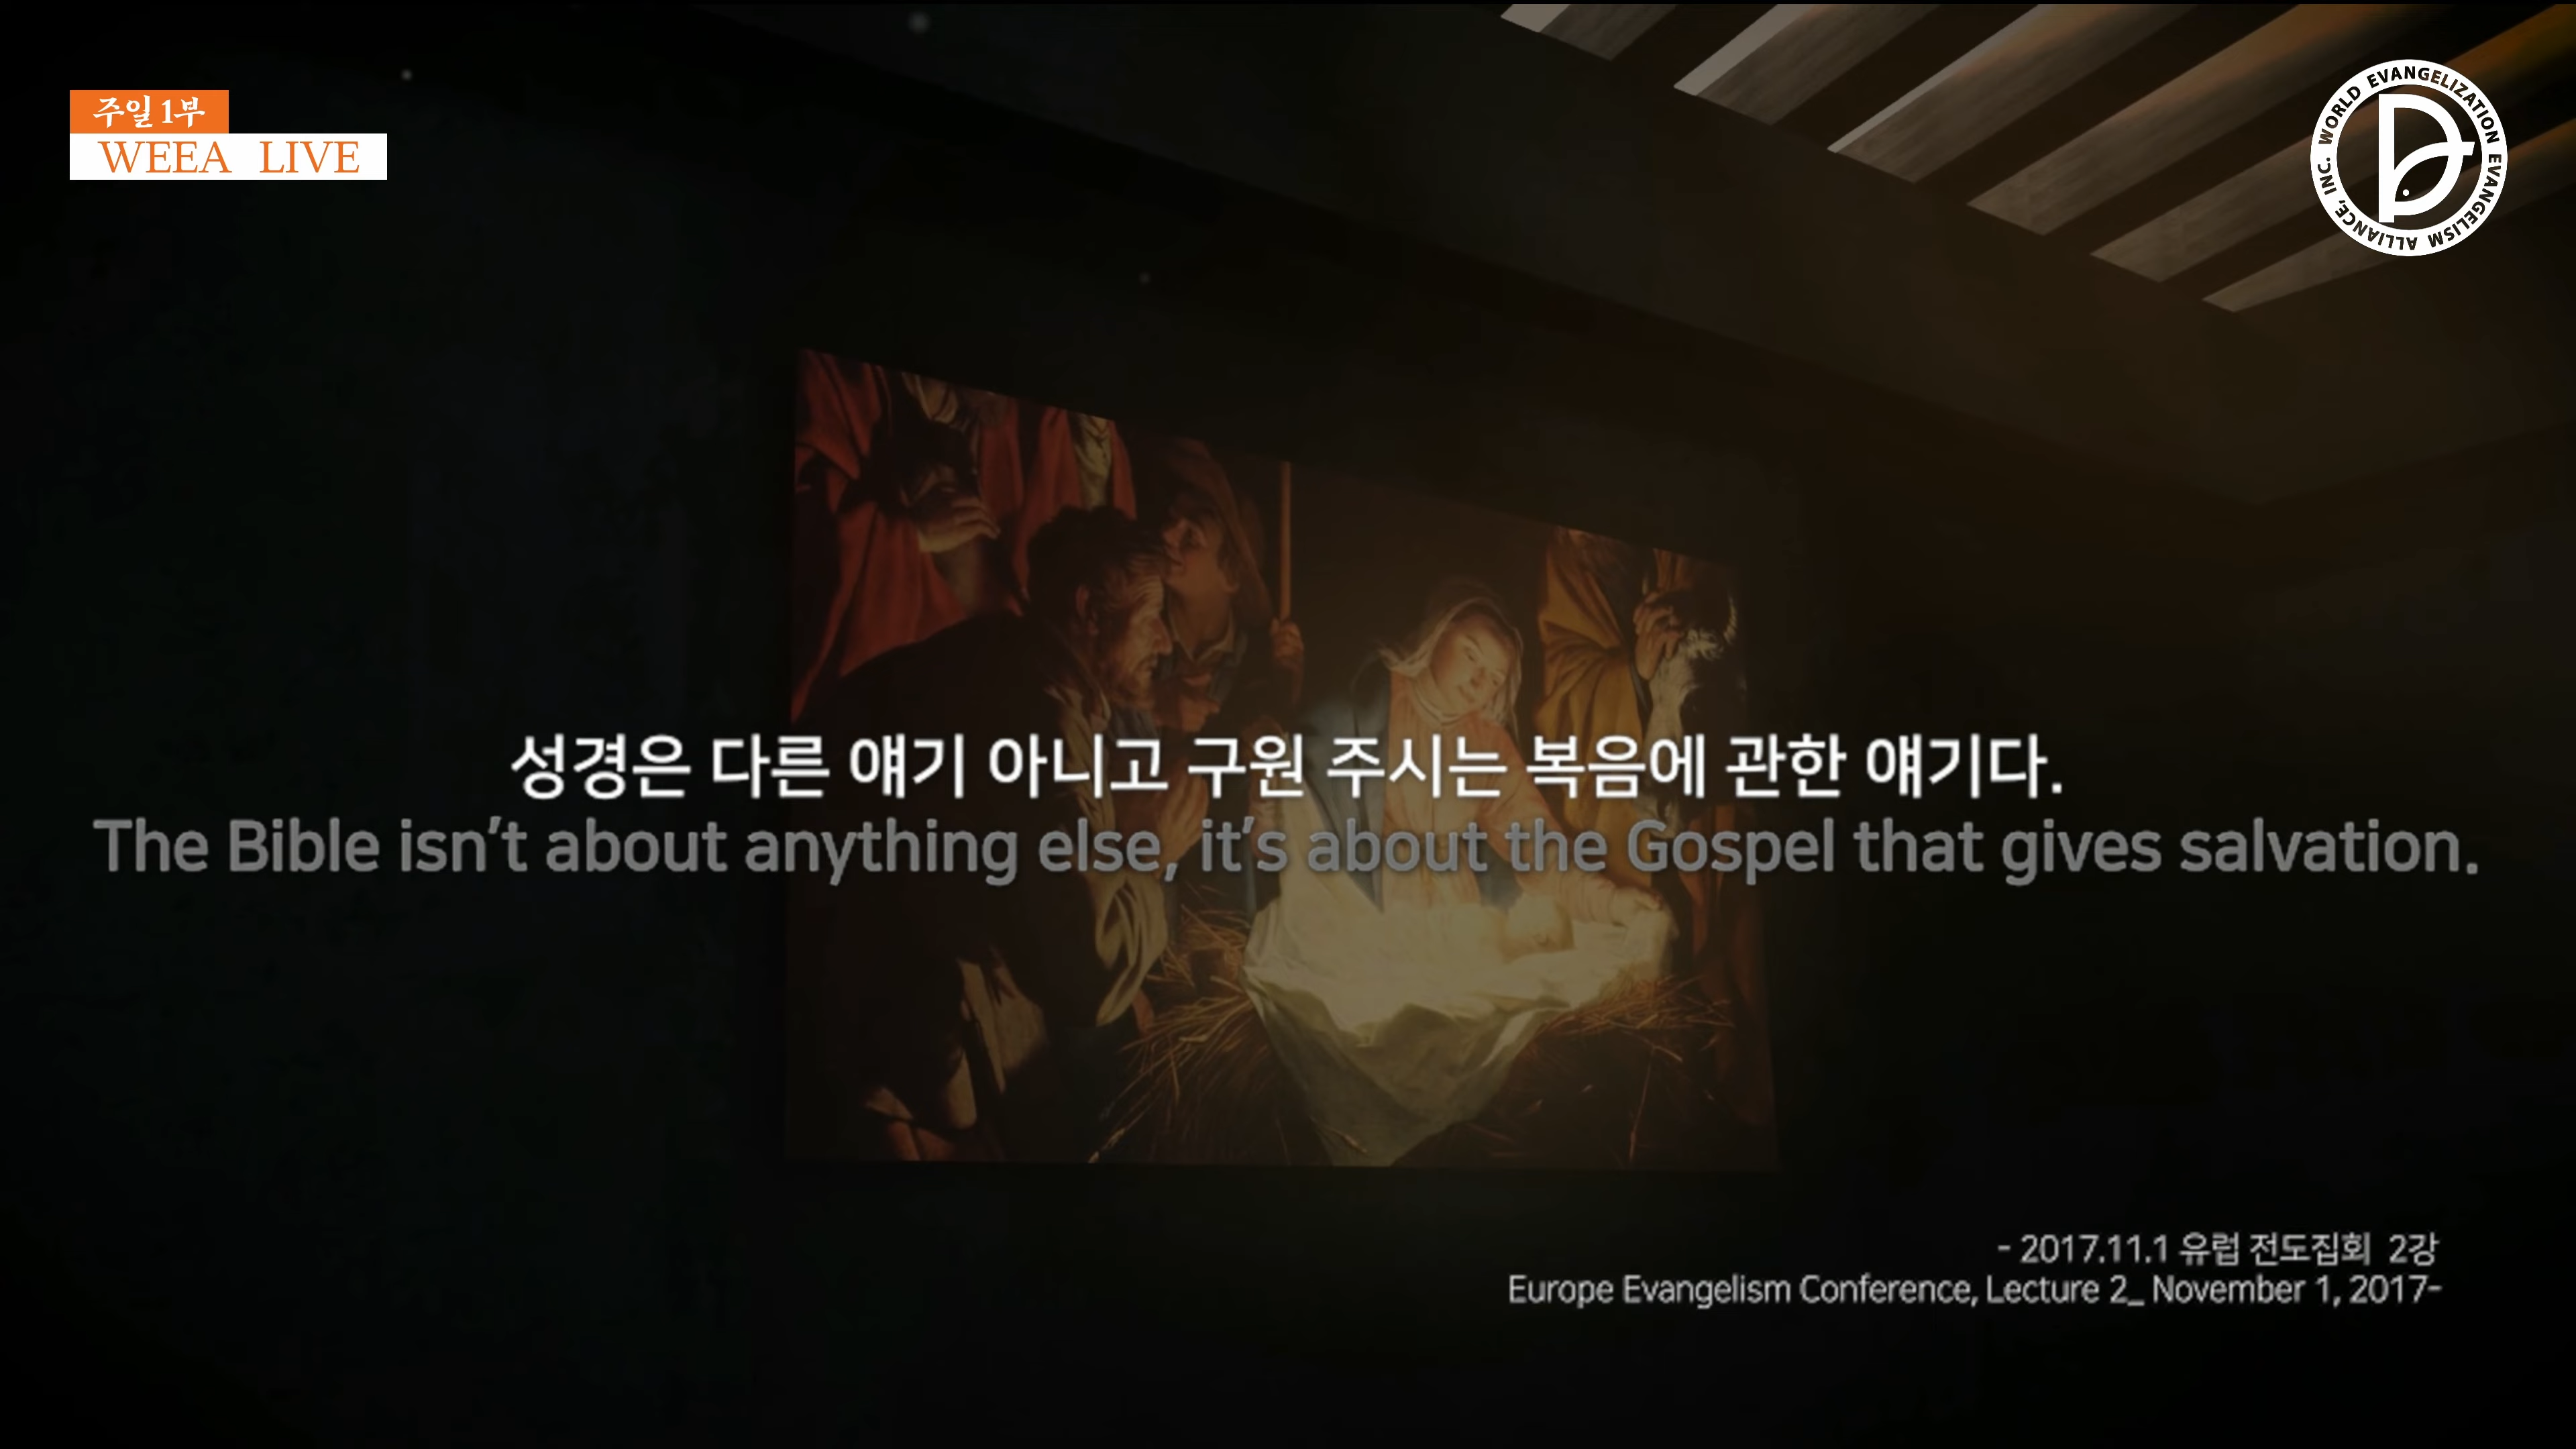 주일 1부
WEEA LIVE
WORLD EVANGELIZATION EVANGELISM ALLIANCE, INC.
성경은 다른 얘기 아니고 구원 주시는 복음에 관한 얘기다.
The Bible isn't about anything else, it's about the Gospel that gives salvation.
- 2017.11.1 유럽 전도집회 2강
Europe Evangelism Conference, Lecture 2_ November 1, 2017-